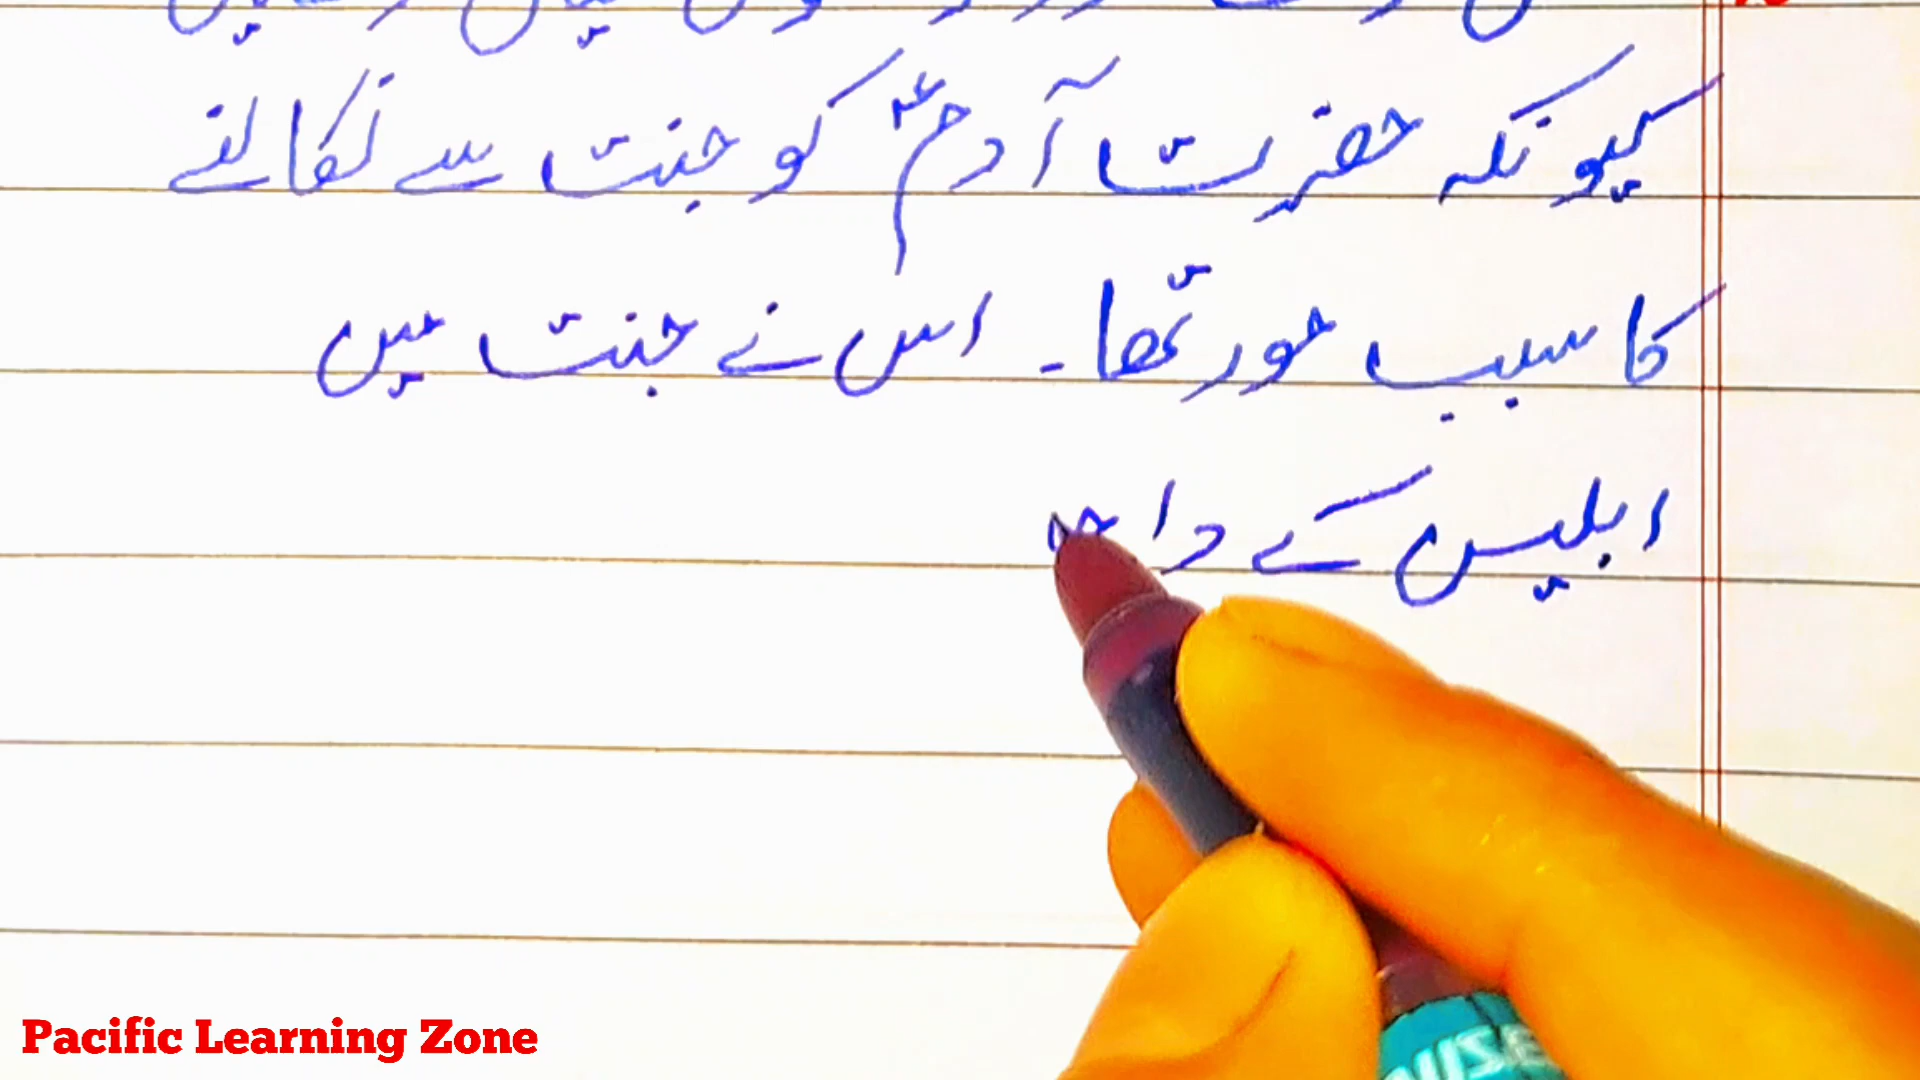 کیونکہ حضرت آدمؑ کو جنت سے نکالنے
کا سبب مور تھا۔ اس نے جنت میں
ابلیس کے
Pacific Learning Zone